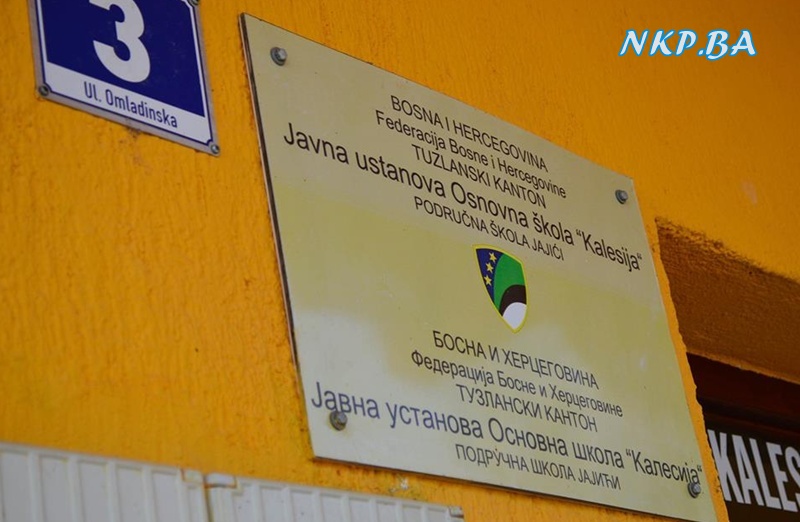 NKP.BA
3
Ul. Omladinska
BOSNA I HERCEGOVINA
Federacija Bosne i Hercegovine
TUZLANSKI KANTON
Javna ustanova Osnovna škola "Kalesija"
PODRUČNA ŠKOLA JAJIĆI
БОСНА И ХЕРЦЕГОВИНА
Федерација Босне и Херцеговине
ТУЗЛАНСКИ КАНТОН
Јавна установа Основна школа "Калесија"
ПОДРУЧНА ШКОЛА ЈАЈИЋИ
KALES